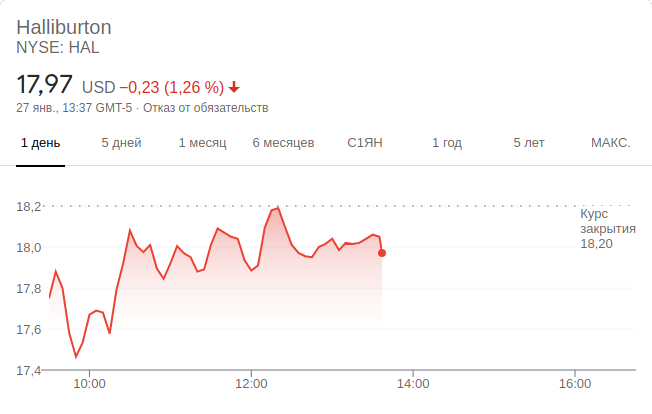 Halliburton
NYSE: HAL
17,97 USD −0,23 (1,26 %)
27 янв., 13:37 GMT-5 · Отказ от обязательств
1 день 5 дней 1 месяц 6 месяцев С1ЯН 1 год 5 лет МАКС.
18,2
Курс
закрытия
18,20
18,0
17,8
17,6
17,4
10:00 12:00 14:00 16:00